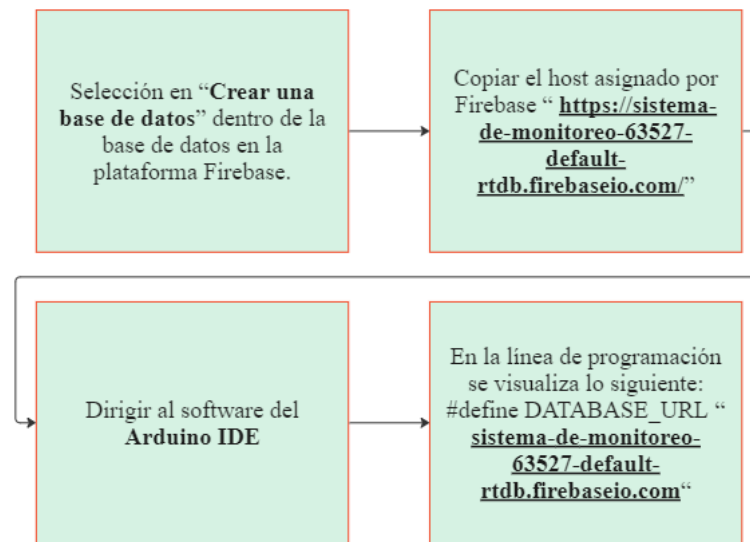 Selección en “Crear una
base de datos” dentro de la
base de datos en la
plataforma Firebase.
Copiar el host asignado por
Firebase “ https://sistema-
de-monitoreo-63527-
default-
rtdb.firebaseio.com/”
Dirigir al software del
Arduino IDE
En la línea de programación
se visualiza lo siguiente:
#define DATABASE_URL “
sistema-de-monitoreo-
63527-default-
rtdb.firebaseio.com“